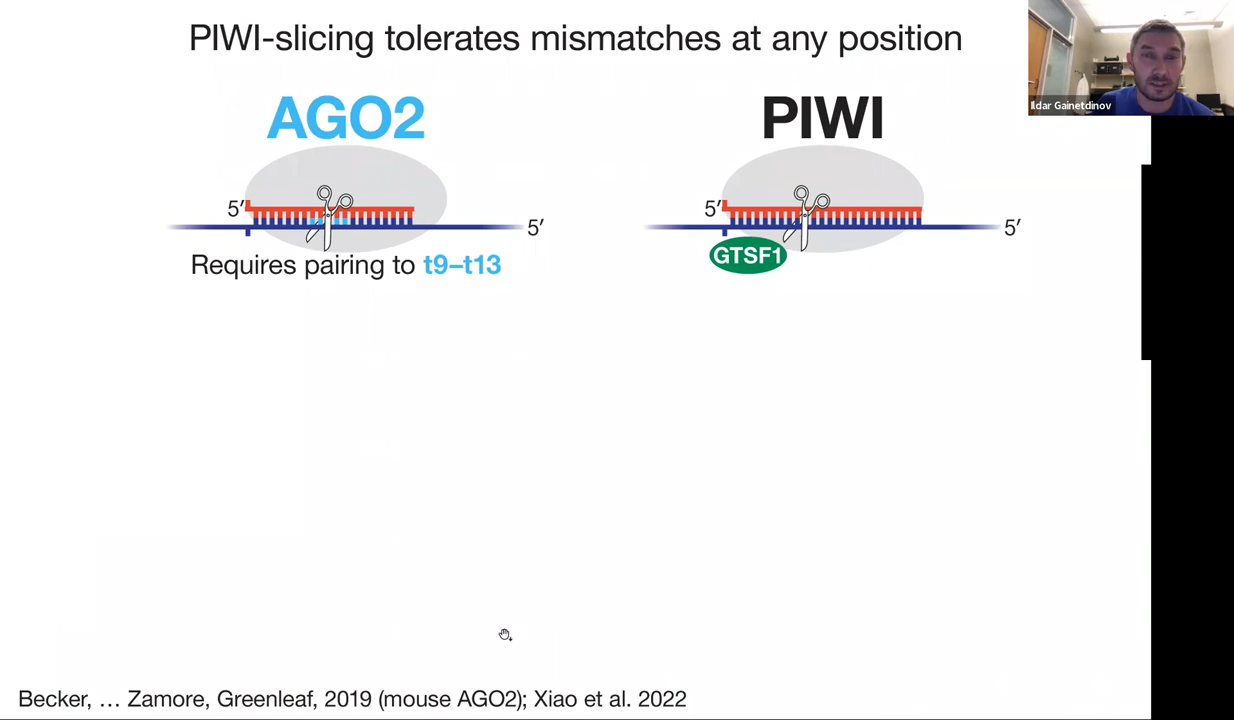 PIWI-slicing tolerates mismatches at any position
Ildar Gainetdinov
AGO2
PIWI
5′
5′
5′
5′
GTSF1
Requires pairing to t9–t13
Becker, … Zamore, Greenleaf, 2019 (mouse AGO2); Xiao et al. 2022